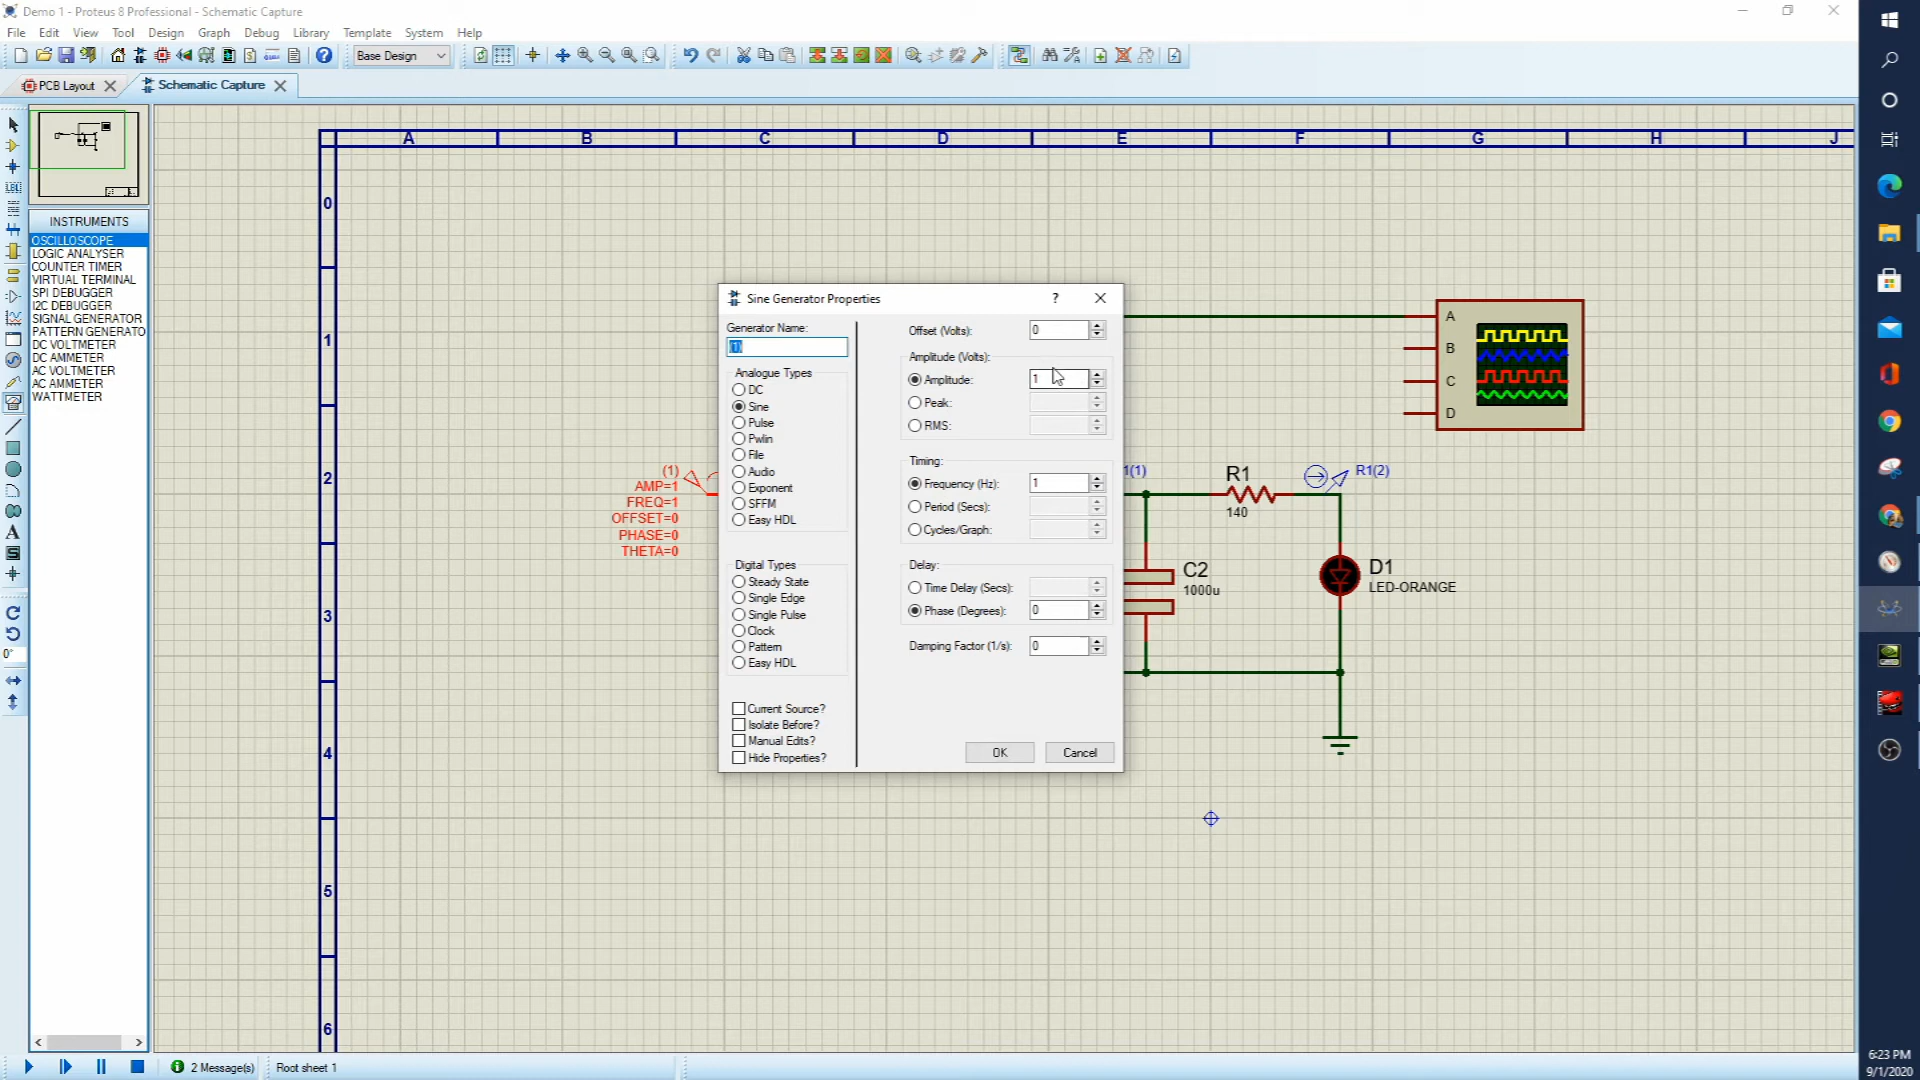 Demo 1 - Proteus 8 Professional - Schematic Capture
File Edit View Tool Design Graph Debug Library Template System Help
Base Design
PCB Layout
Schematic Capture
A B C D E F G H J
0
1
2
3
4
5
6
INSTRUMENTS
OSCILLOSCOPE
LOGIC ANALYSER
COUNTER TIMER
VIRTUAL TERMINAL
SPI DEBUGGER
I2C DEBUGGER
SIGNAL GENERATOR
PATTERN GENERATO
DC VOLTMETER
DC AMMETER
AC VOLTMETER
AC AMMETER
WATTMETER
LBL
A
S
0°
(1)
AMP=1
FREQ=1
OFFSET=0
PHASE=0
THETA=0
Sine Generator Properties
?
Generator Name:
(1)
Analogue Types
DC
Sine
Pulse
Pwlin
File
Audio
Exponent
SFFM
Easy HDL
Digital Types
Steady State
Single Edge
Single Pulse
Clock
Pattern
Easy HDL
Current Source?
Isolate Before?
Manual Edits?
Hide Properties?
Offset (Volts): 0
Amplitude (Volts):
Amplitude: 1
Peak:
RMS:
Timing:
Frequency (Hz): 1
Period (Secs):
Cycles/Graph:
Delay:
Time Delay (Secs):
Phase (Degrees): 0
Damping Factor (1/s): 0
OK Cancel
1(1)
R1
140
R1(2)
C2
1000u
D1
LED-ORANGE
A
B
C
D
2 Message(s)
Root sheet 1
6:23 PM
9/1/2020